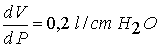 dV/dP = 0,2 l/cm H2O